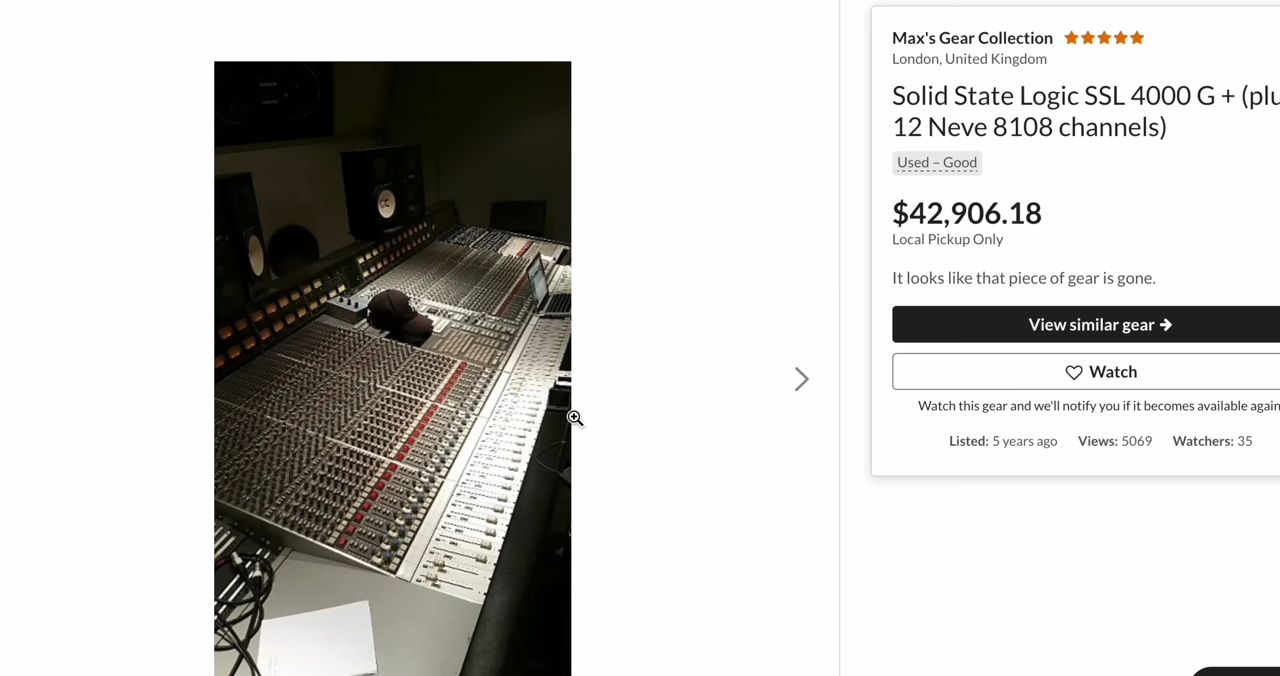 Max's Gear Collection
London, United Kingdom
Solid State Logic SSL 4000 G + (plu
12 Neve 8108 channels)
Used – Good
$42,906.18
Local Pickup Only
It looks like that piece of gear is gone.
View similar gear
Watch
Watch this gear and we'll notify you if it becomes available again
Listed: 5 years ago Views: 5069 Watchers: 35